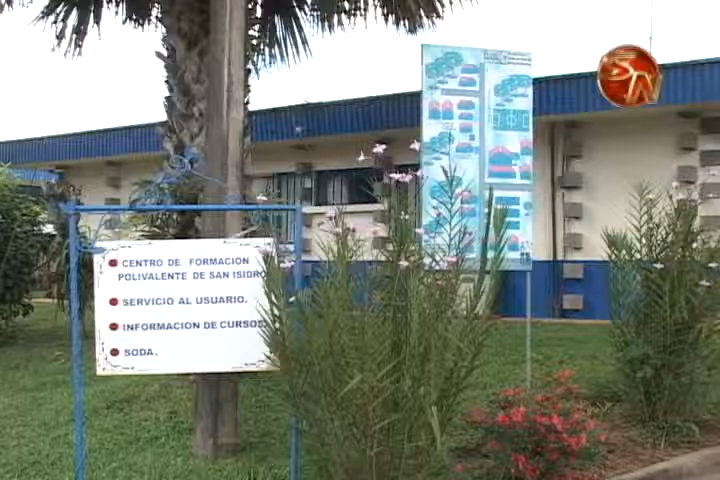 CENTRO DE FORMACION
POLIVALENTE DE SAN ISIDRO
SERVICIO AL USUARIO.
INFORMACION DE CURSOS
SODA.